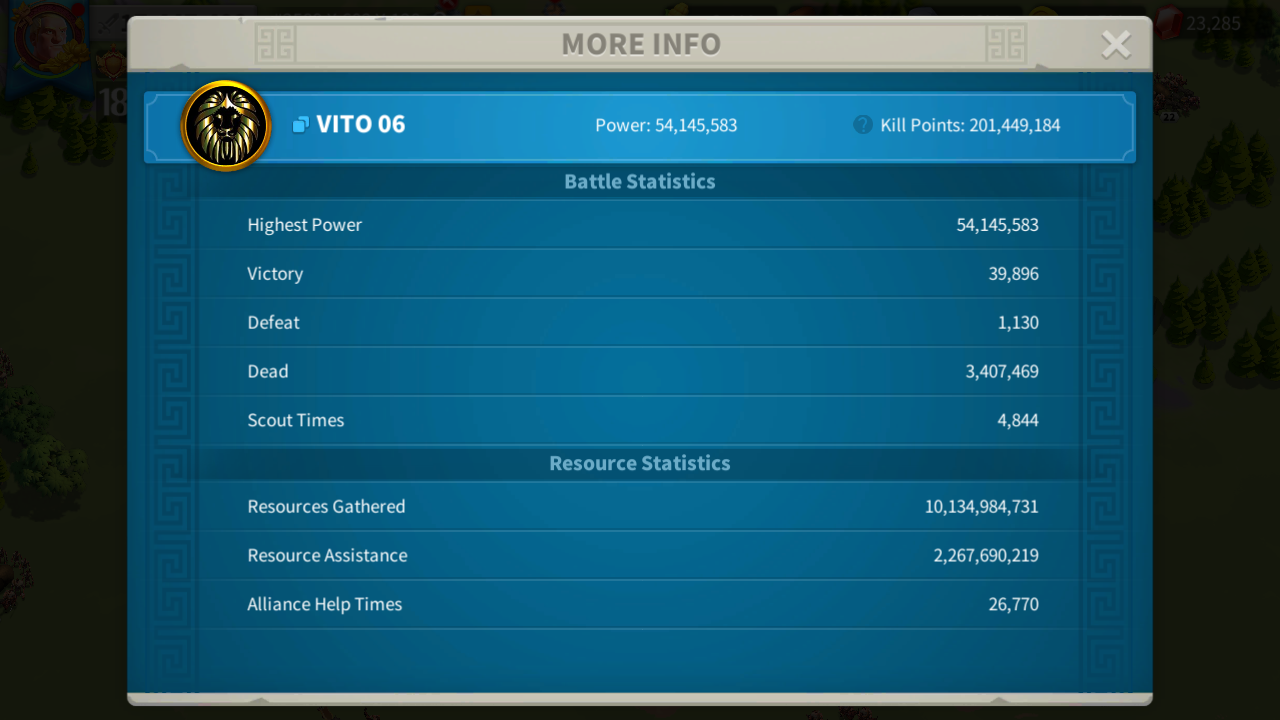 MORE INFO
23,285
18
VITO 06 Power: 54,145,583 Kill Points: 201,449,184
22
Battle Statistics
Highest Power 54,145,583
Victory 39,896
Defeat 1,130
Dead 3,407,469
Scout Times 4,844
Resource Statistics
Resources Gathered 10,134,984,731
Resource Assistance 2,267,690,219
Alliance Help Times 26,770